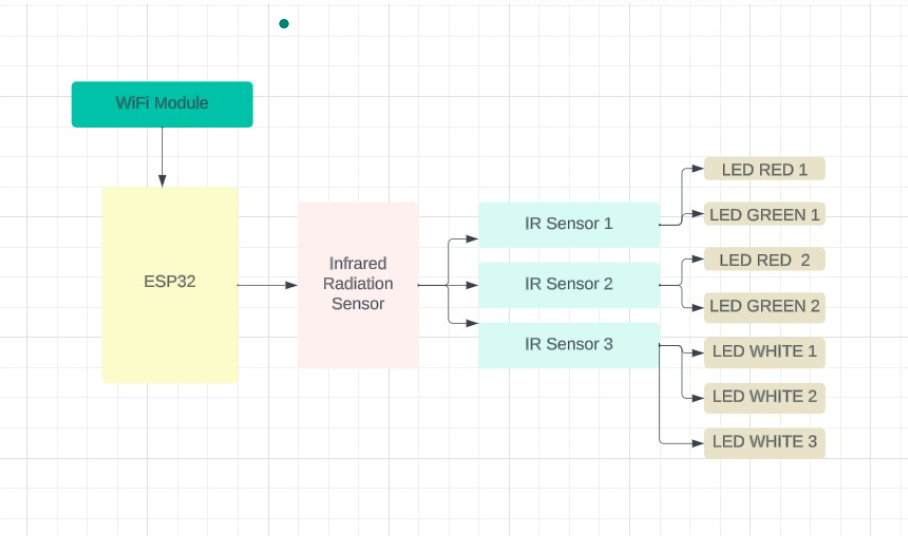 WiFi Module
ESP32
Infrared
Radiation
Sensor
IR Sensor 1
IR Sensor 2
IR Sensor 3
LED RED 1
LED GREEN 1
LED RED  2
LED GREEN 2
LED WHITE 1
LED WHITE 2
LED WHITE 3